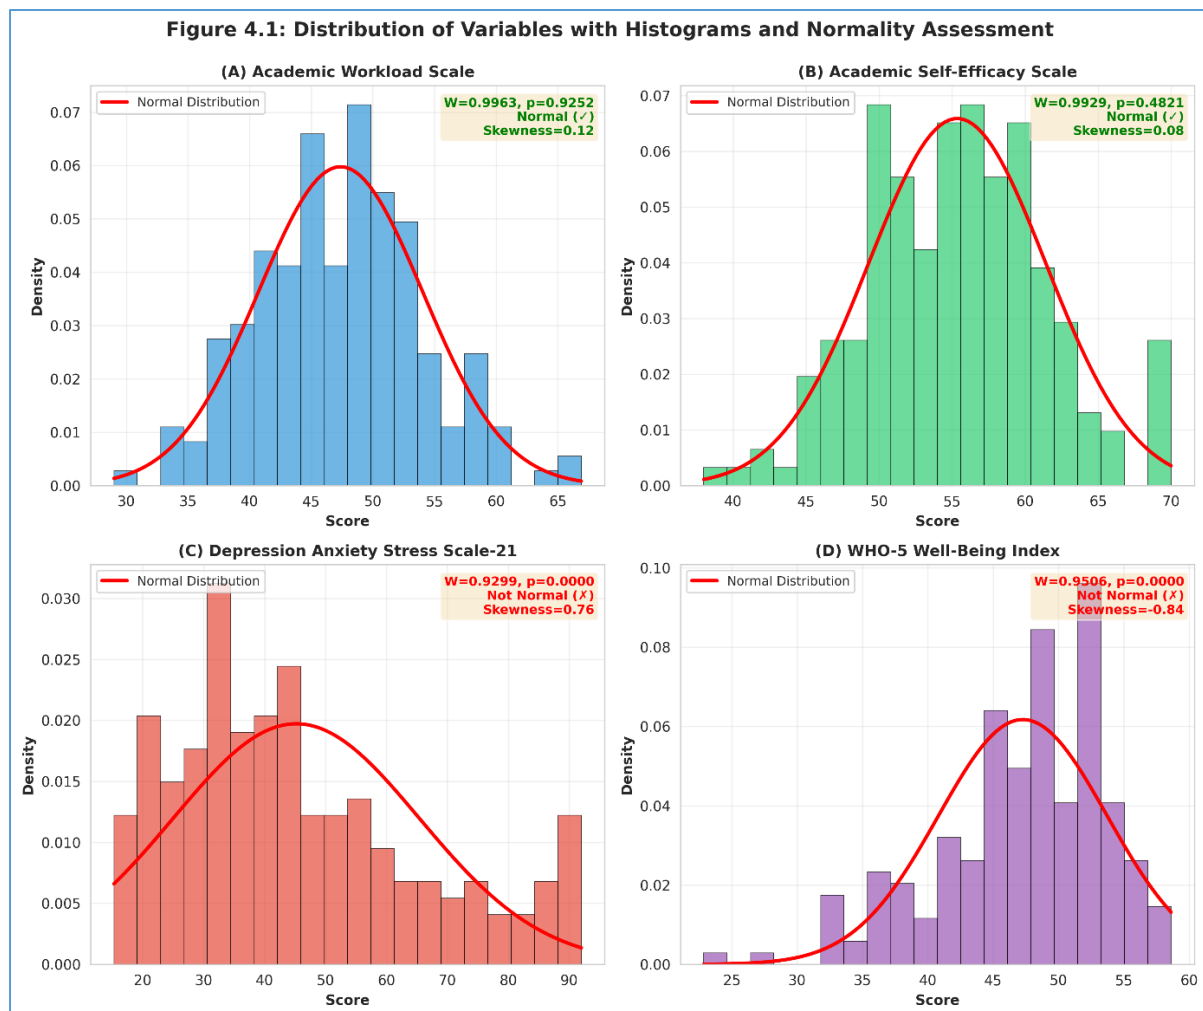 Figure 4.1: Distribution of Variables with Histograms and Normality Assessment
(A) Academic Workload Scale
Normal Distribution
W=0.9963, p=0.9252
Normal (✓)
Skewness=0.12
0.07
0.06
0.05
0.04
0.03
0.02
0.01
0.00
Density
30 35 40 45 50 55 60 65
Score
(B) Academic Self-Efficacy Scale
Normal Distribution
W=0.9929, p=0.4821
Normal (✓)
Skewness=0.08
0.07
0.06
0.05
0.04
0.03
0.02
0.01
0.00
Density
40 45 50 55 60 65 70
Score
(C) Depression Anxiety Stress Scale-21
Normal Distribution
W=0.9299, p=0.0000
Not Normal (✗)
Skewness=0.76
0.030
0.025
0.020
0.015
0.010
0.005
0.000
Density
20 30 40 50 60 70 80 90
Score
(D) WHO-5 Well-Being Index
Normal Distribution
W=0.9506, p=0.0000
Not Normal (✗)
Skewness=-0.84
0.10
0.08
0.06
0.04
0.02
0.00
Density
25 30 35 40 45 50 55 60
Score